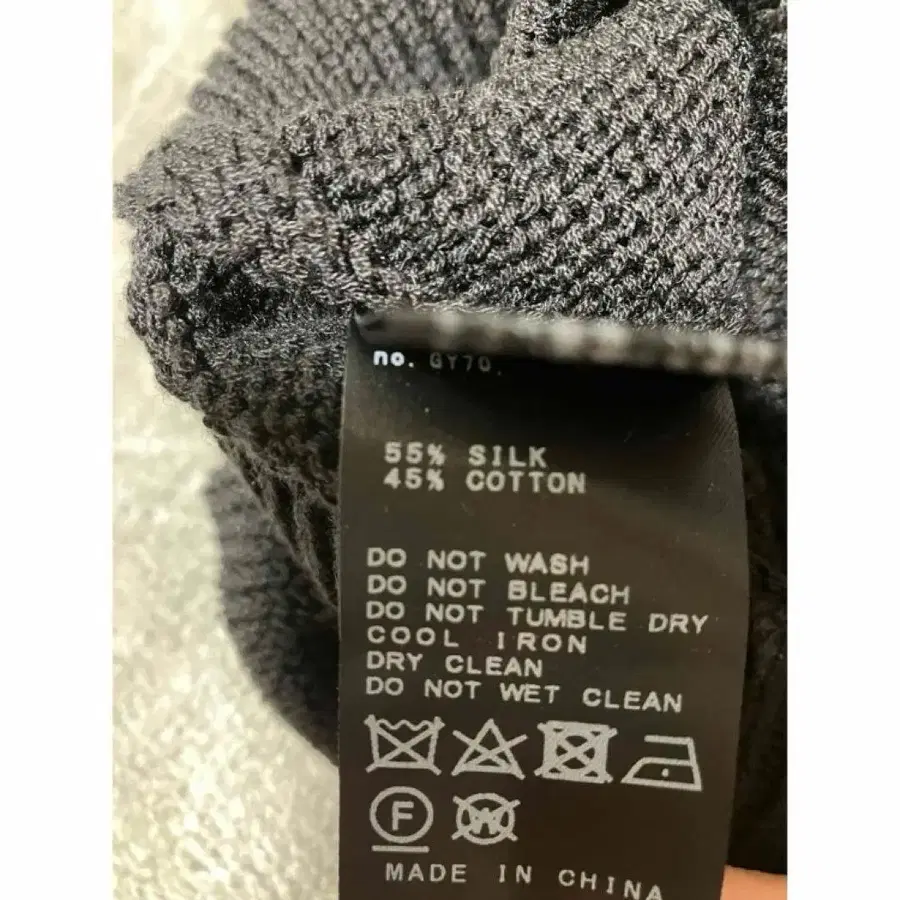 no. GY70.
55% SILK
45% COTTON
DO NOT WASH
DO NOT BLEACH
DO NOT TUMBLE DRY
COOL IRON
DRY CLEAN
DO NOT WET CLEAN
F W
MADE IN CHINA